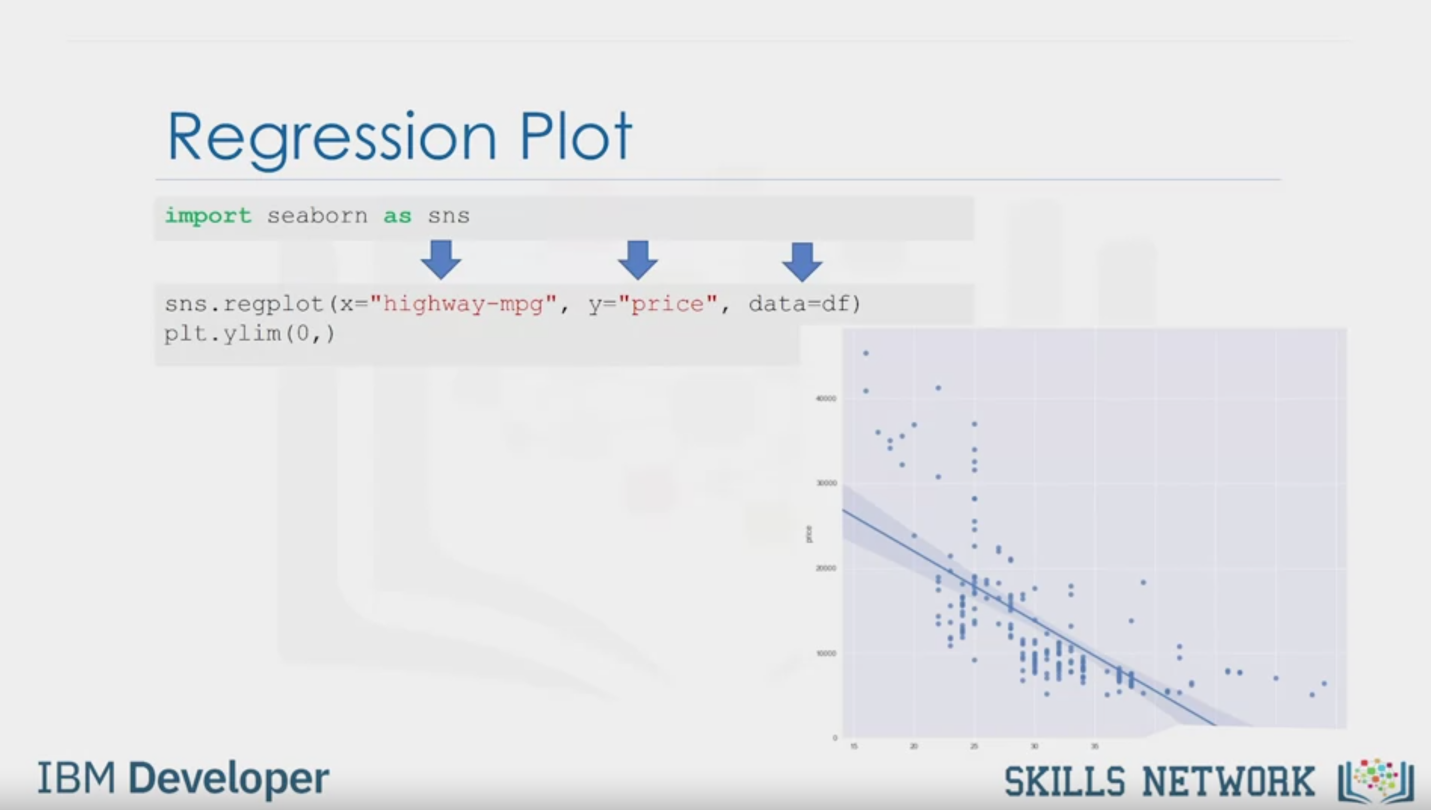 Regression Plot
import seaborn as sns
sns.regplot(x="highway-mpg", y="price", data=df)
plt.ylim(0,)
40000
30000
price
20000
10000
0
15 20 25 30 35
IBM Developer
SKILLS NETWORK